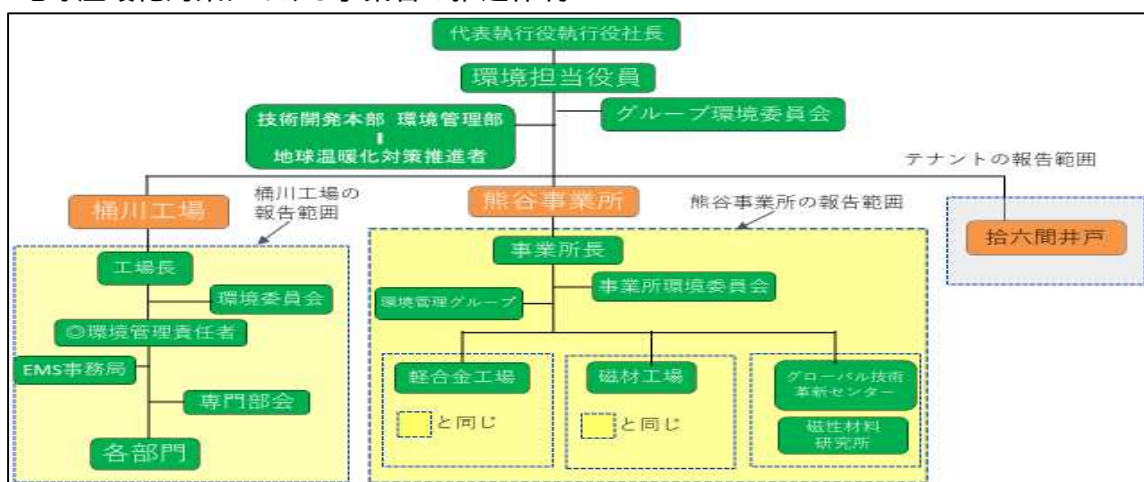 代表執行役執行役社長
環境担当役員
グループ環境委員会
技術開発本部 環境管理部
地球温暖化対策推進者
テナントの報告範囲
桶川工場の
報告範囲
熊谷事業所の報告範囲
桶川工場
熊谷事業所
拾六間井戸
工場長
環境委員会
◎環境管理責任者
EMS事務局
専門部会
各部門
事業所長
事業所環境委員会
環境管理グループ
軽合金工場
と同じ
磁材工場
と同じ
グローバル技術
革新センター
磁性材料
研究所